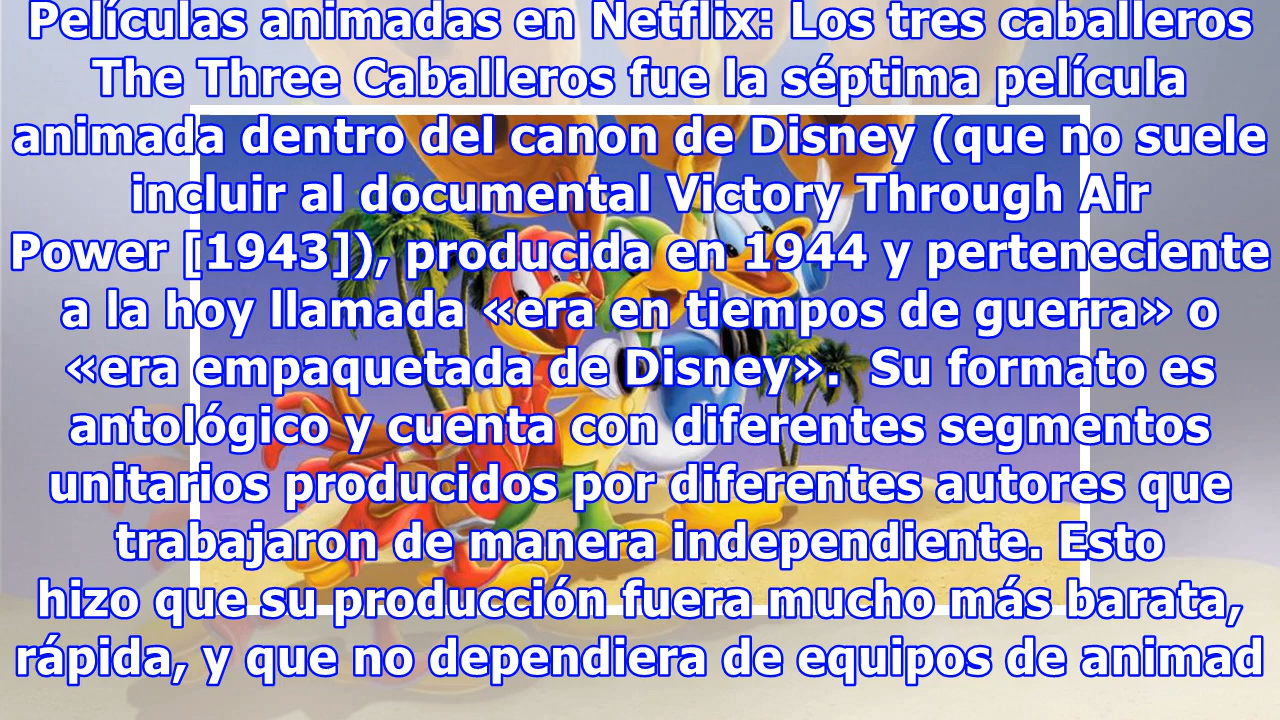 Películas animadas en Netflix: Los tres caballeros
The Three Caballeros fue la séptima película
animada dentro del canon de Disney (que no suele
incluir al documental Victory Through Air
Power [1943]), producida en 1944 y perteneciente
a la hoy llamada «era en tiempos de guerra» o
«era empaquetada de Disney».  Su formato es
antológico y cuenta con diferentes segmentos
unitarios producidos por diferentes autores que
trabajaron de manera independiente. Esto
hizo que su producción fuera mucho más barata,
rápida, y que no dependiera de equipos de animad